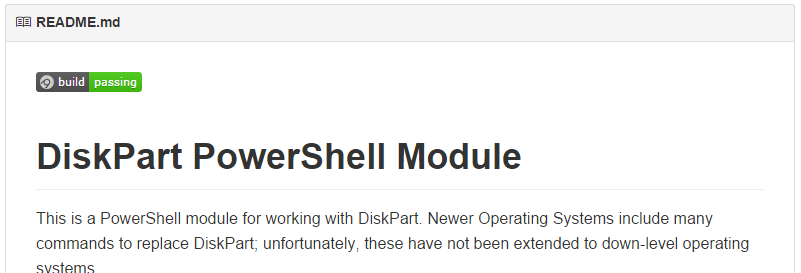 README.md
build passing
DiskPart PowerShell Module
This is a PowerShell module for working with DiskPart. Newer Operating Systems include many
commands to replace DiskPart; unfortunately, these have not been extended to down-level operating
systems